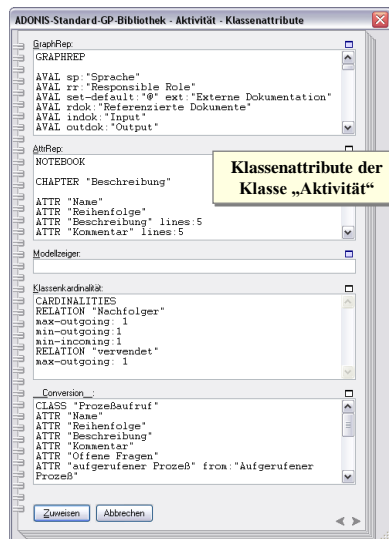 ADONIS-Standard-GP-Bibliothek - Aktivität - Klassenattribute
GraphRep:
GRAPHREP
AVAL sp:"Sprache"
AVAL rr:"Responsible Role"
AVAL set-default:"@" ext:"Externe Dokumentation"
AVAL rdok:"Referenzierte Dokumente"
AVAL indok:"Input"
AVAL outdok:"Output"
AttrRep:
NOTEBOOK
CHAPTER "Beschreibung"
ATTR "Name"
ATTR "Reihenfolge"
ATTR "Beschreibung" lines:5
ATTR "Kommentar" lines:5
Klassenattribute der
Klasse „Aktivität“
Modellzeiger:
Klassenkardinalität:
CARDINALITIES
RELATION "Nachfolger"
max-outgoing: 1
min-outgoing:1
min-incoming:1
RELATION "verwendet"
max-outgoing: 1
__Conversion__:
CLASS "Prozeßaufruf"
ATTR "Name"
ATTR "Reihenfolge"
ATTR "Beschreibung"
ATTR "Kommentar"
ATTR "Offene Fragen"
ATTR "aufgerufener Prozeß" from:"Aufgerufener
Prozeß"
Zuweisen Abbrechen